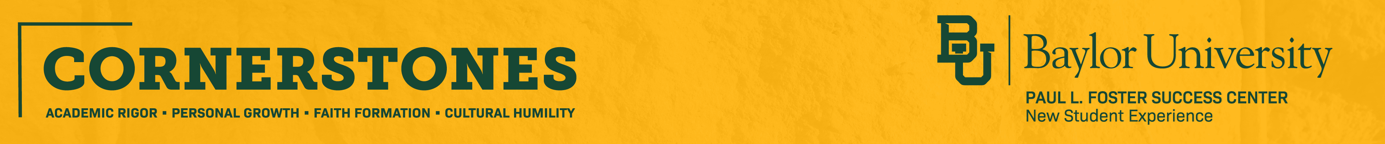 CORNERSTONES
ACADEMIC RIGOR ▪ PERSONAL GROWTH ▪ FAITH FORMATION ▪ CULTURAL HUMILITY
BU
Baylor University
PAUL L. FOSTER SUCCESS CENTER
New Student Experience